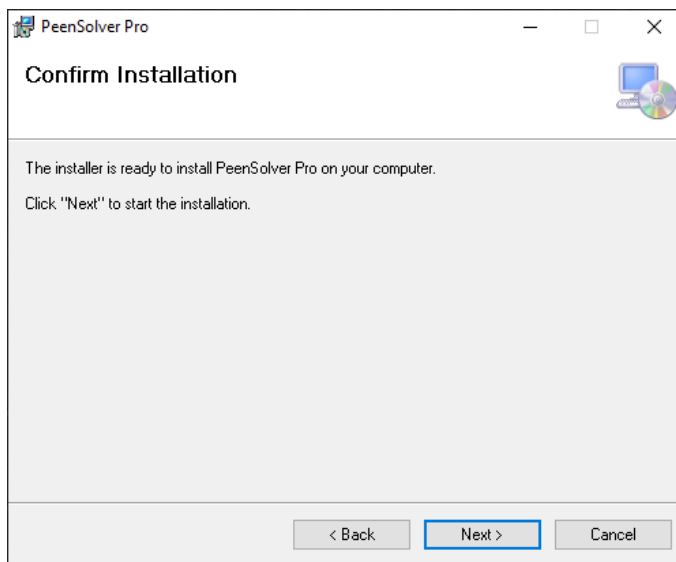 PeenSolver Pro
Confirm Installation
The installer is ready to install PeenSolver Pro on your computer.
Click "Next" to start the installation.
< Back
Next >
Cancel